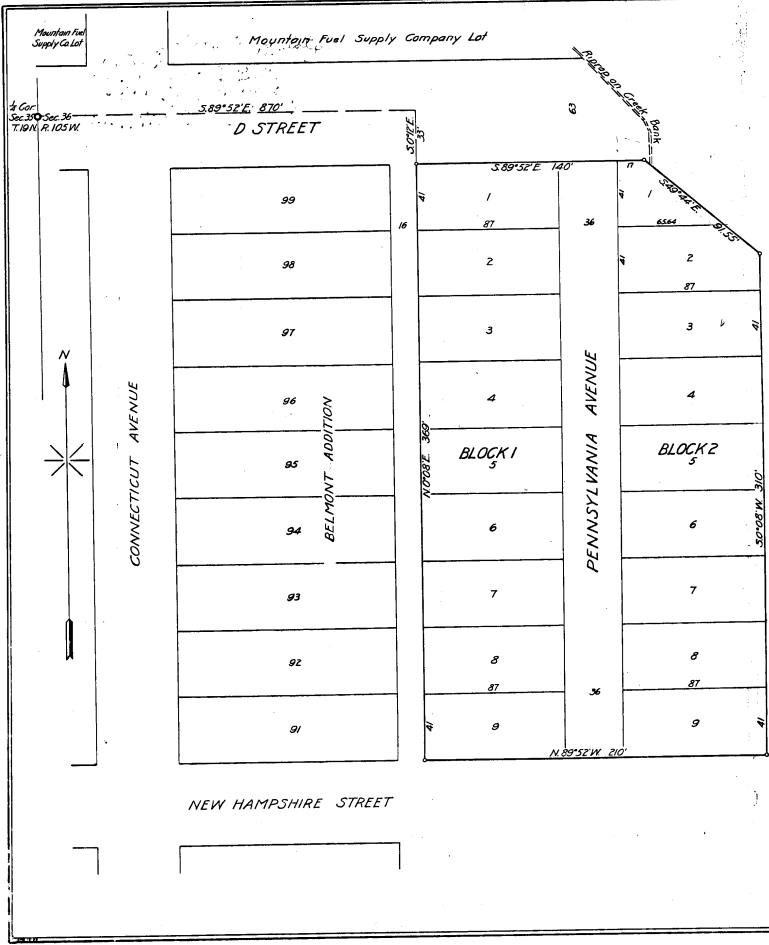 Mountain Fuel
Supply Co. Lot
Mountain Fuel Supply Company Lot
Riprap on Creek Bank
¼ Cor.
Sec. 35 Sec. 36
T. 19 N. R. 105 W.
S. 89°52' E. 870'
D STREET
S. 0°12' E.
33'
63
S. 89°52' E. 140'
17
S. 49°44' E. 91.55'
99
98
97
96
95
94
93
92
91
16
41
1
87
2
3
4
BLOCK 1
5
6
7
8
87
41
9
36
36
41
1
65.64
41
2
87
3
41
4
BLOCK 2
5
6
7
8
87
9
41
N
CONNECTICUT AVENUE
BELMONT ADDITION
N. 0°08' E. 369'
PENNSYLVANIA AVENUE
S. 0°08' W. 310'
N. 89°52' W. 210'
NEW HAMPSHIRE STREET